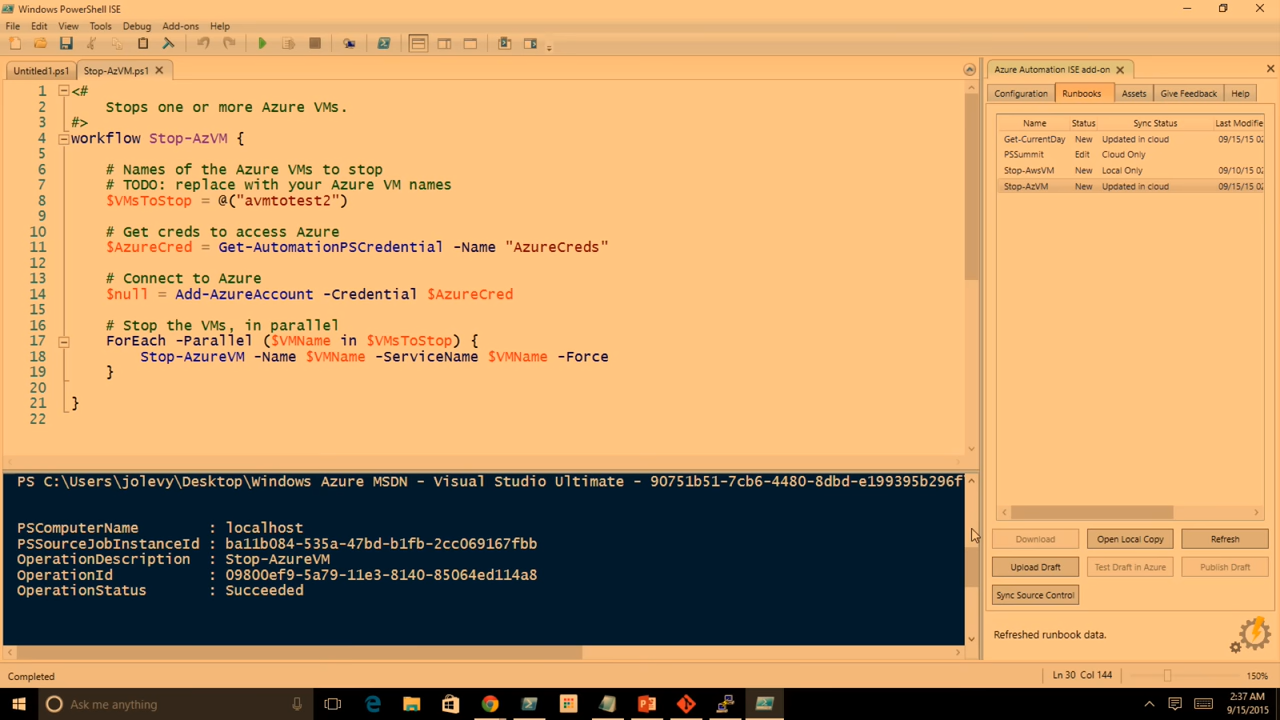 Windows PowerShell ISE
File Edit View Tools Debug Add-ons Help
Untitled1.ps1 Stop-AzVM.ps1
1 <#
2 Stops one or more Azure VMs.
3 #>
4 workflow Stop-AzVM {
5
6 # Names of the Azure VMs to stop
7 # TODO: replace with your Azure VM names
8 $VMsToStop = @("avmtotest2")
9
10 # Get creds to access Azure
11 $AzureCred = Get-AutomationPSCredential -Name "AzureCreds"
12
13 # Connect to Azure
14 $null = Add-AzureAccount -Credential $AzureCred
15
16 # Stop the VMs, in parallel
17 ForEach -Parallel ($VMName in $VMsToStop) {
18 Stop-AzureVM -Name $VMName -ServiceName $VMName -Force
19 }
20
21 }
22
PS C:\Users\jolevy\Desktop\Windows Azure MSDN - Visual Studio Ultimate - 90751b51-7cb6-4480-8dbd-e199395b296f
PSComputerName : localhost
PSSourceJobInstanceId : ba11b084-535a-47bd-b1fb-2cc069167fbb
OperationDescription : Stop-AzureVM
OperationId : 09800ef9-5a79-11e3-8140-85064ed114a8
OperationStatus : Succeeded
Azure Automation ISE add-on
Configuration Runbooks Assets Give Feedback Help
Name Status Sync Status Last Modifie
Get-CurrentDay New Updated in cloud 09/15/15 02
PSSummit Edit Cloud Only
Stop-AwsVM New Local Only 09/10/15 02
Stop-AzVM New Updated in cloud 09/15/15 02
Download Open Local Copy Refresh
Upload Draft Test Draft in Azure Publish Draft
Sync Source Control
Refreshed runbook data.
Completed Ln 30 Col 144 150%
Ask me anything
2:37 AM
9/15/2015